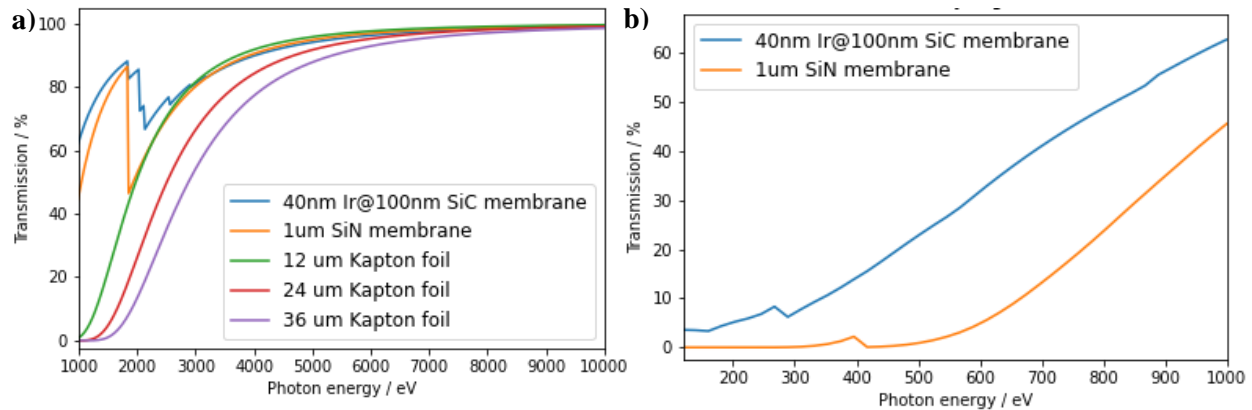 a)
100
80
60
40
20
0
Transmission / %
40nm Ir@100nm SiC membrane
1um SiN membrane
12 um Kapton foil
24 um Kapton foil
36 um Kapton foil
1000 2000 3000 4000 5000 6000 7000 8000 9000 10000
Photon energy / eV
b)
60
50
40
30
20
10
0
Transmission / %
40nm Ir@100nm SiC membrane
1um SiN membrane
200 300 400 500 600 700 800 900 1000
Photon energy / eV